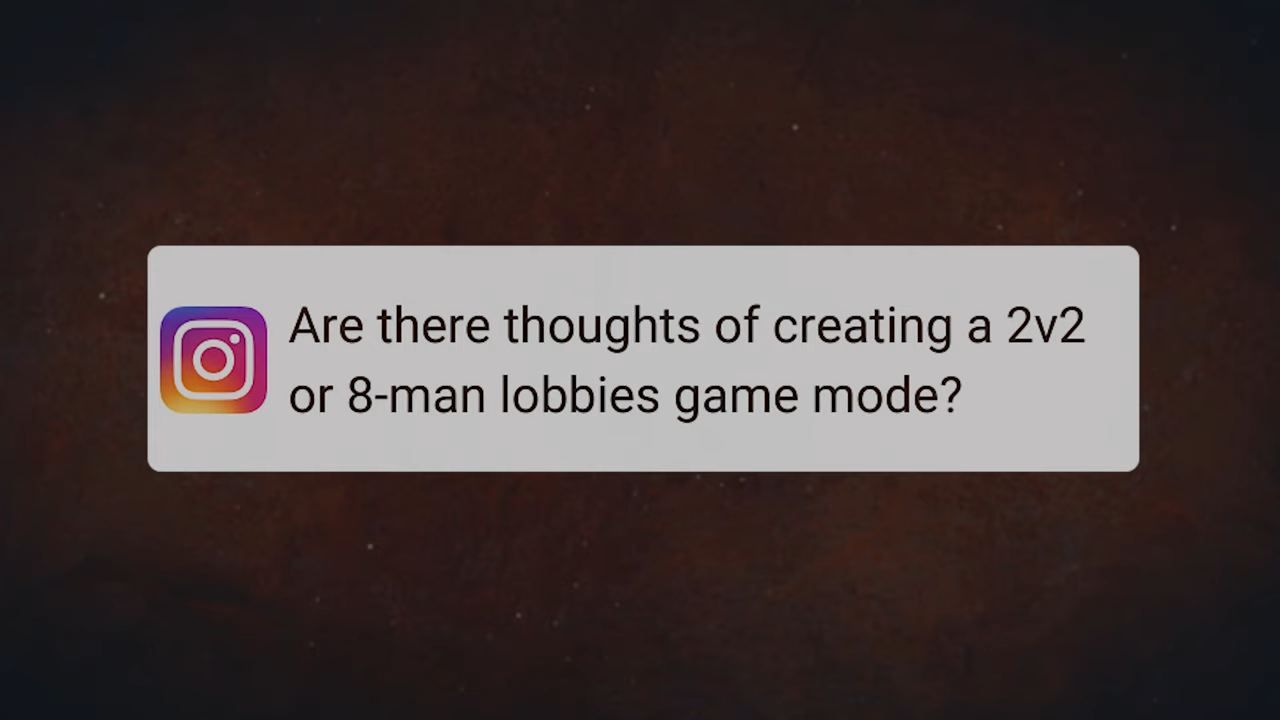 Are there thoughts of creating a 2v2
or 8-man lobbies game mode?